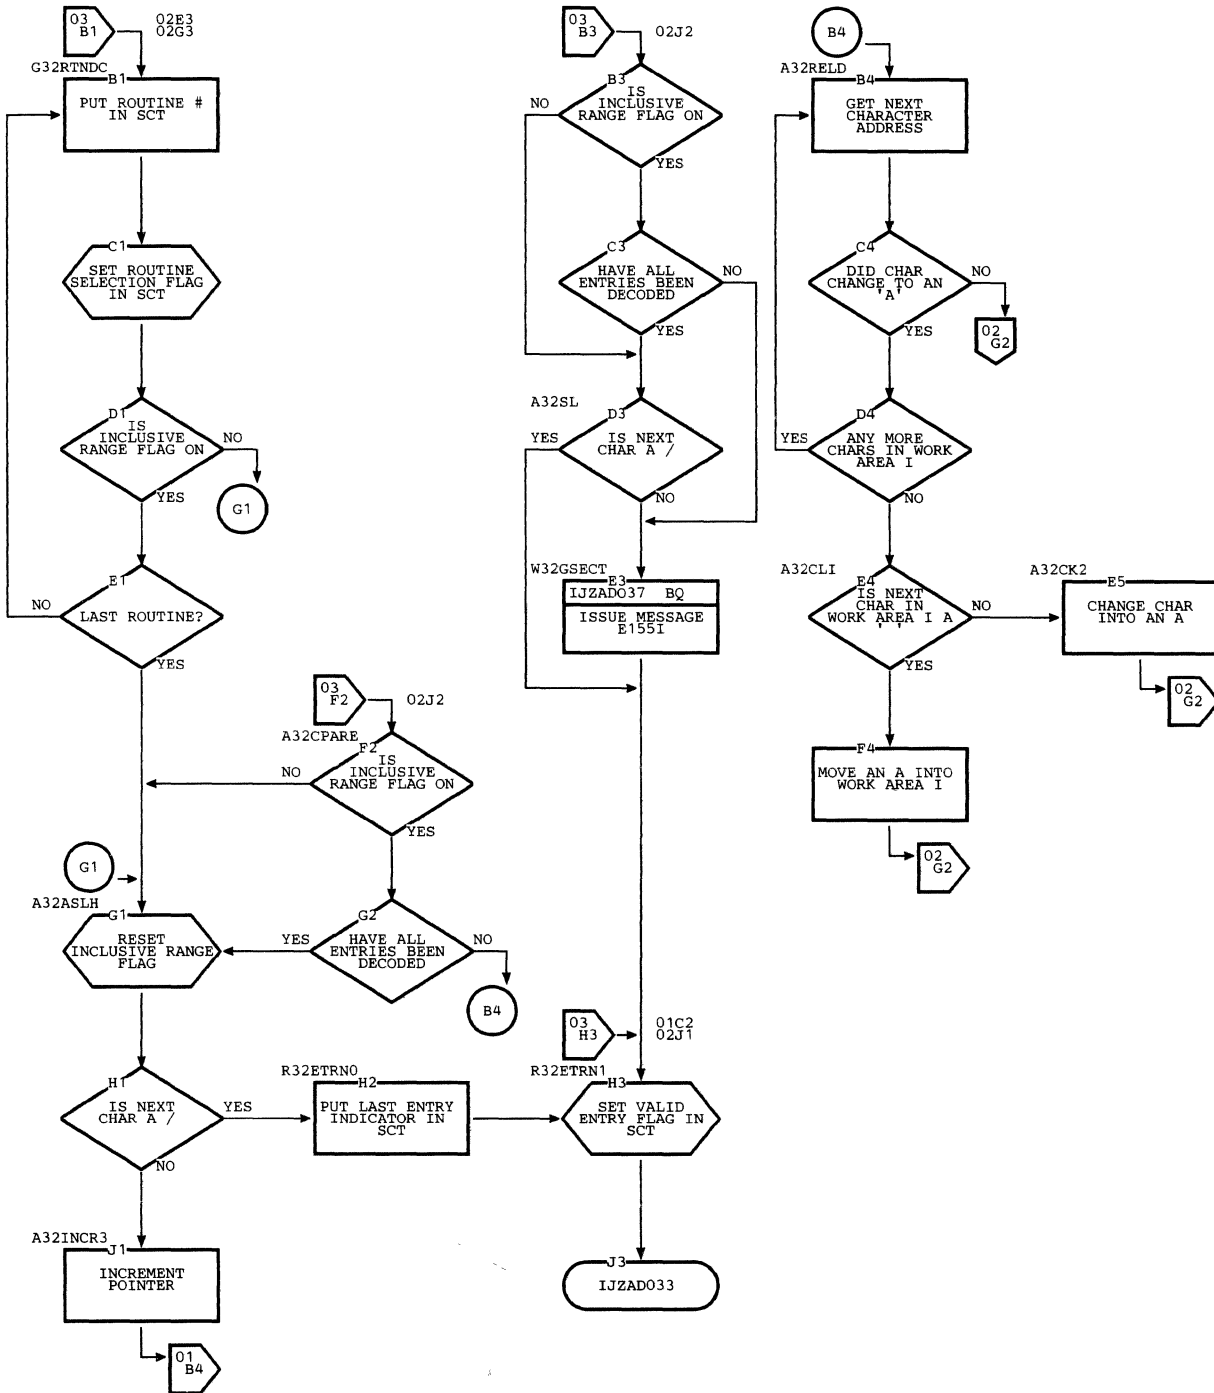 03
B1
02E3
02G3
G32RTNDC
B1
PUT ROUTINE #
IN SCT
C1
SET ROUTINE
SELECTION FLAG
IN SCT
D1
IS
INCLUSIVE
RANGE FLAG ON
NO
YES
G1
E1
LAST ROUTINE?
NO
YES
03
F2
02J2
A32CPARE
F2
IS
INCLUSIVE
RANGE FLAG ON
NO
YES
G1
A32ASLH
G1
RESET
INCLUSIVE RANGE
FLAG
G2
HAVE ALL
ENTRIES BEEN
DECODED
YES
NO
B4
H1
IS NEXT
CHAR A /
YES
NO
R32ETRN0
H2
PUT LAST ENTRY
INDICATOR IN
SCT
A32INCR3
J1
INCREMENT
POINTER
01
B4
03
B3
02J2
B3
IS
INCLUSIVE
RANGE FLAG ON
NO
YES
C3
HAVE ALL
ENTRIES BEEN
DECODED
NO
YES
A32SL
D3
IS NEXT
CHAR A /
YES
NO
W32GSECT
E3
IJZADO37 BQ
ISSUE MESSAGE
E155I
03
H3
01C2
02J1
R32ETRN1
H3
SET VALID
ENTRY FLAG IN
SCT
J3
IJZADO33
B4
A32RELD
B4
GET NEXT
CHARACTER
ADDRESS
C4
DID CHAR
CHANGE TO AN
'A'
NO
YES
02
G2
D4
ANY MORE
CHARS IN WORK
AREA I
YES
NO
A32CLI
E4
IS NEXT
CHAR IN
WORK AREA I A
' '
NO
YES
A32CK2
E5
CHANGE CHAR
INTO AN A
02
G2
F4
MOVE AN A INTO
WORK AREA I
02
G2